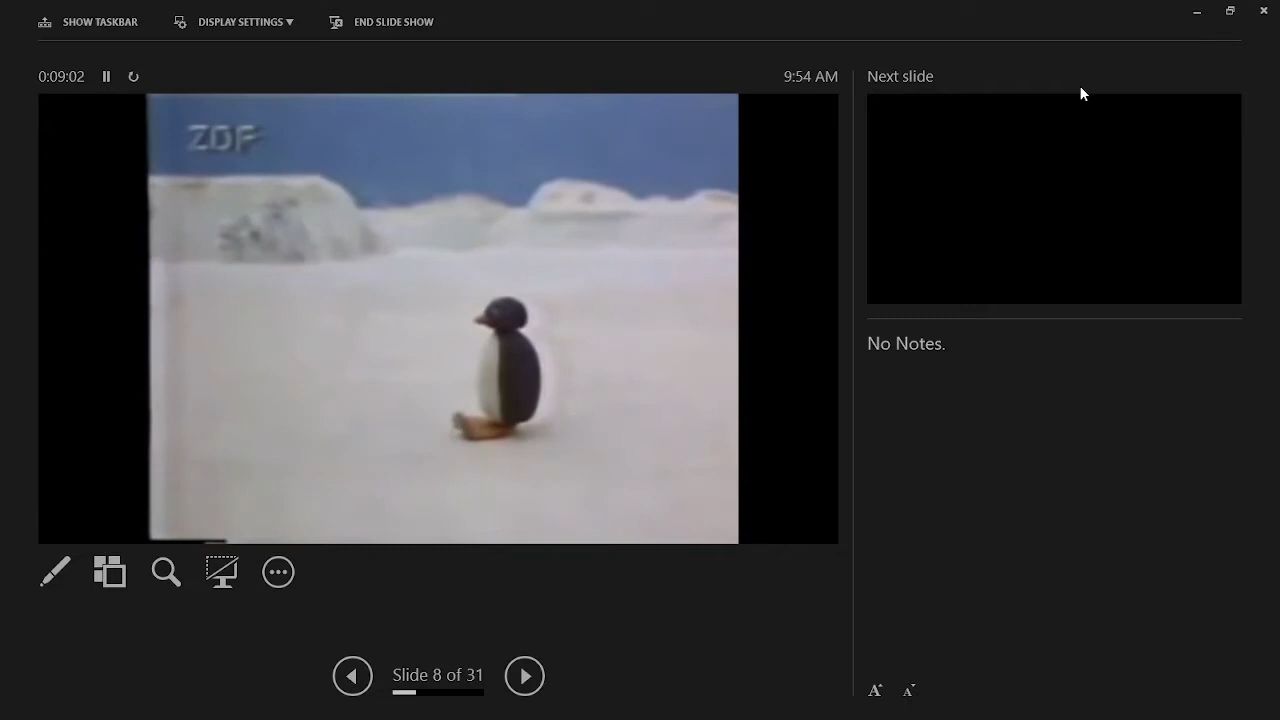 SHOW TASKBAR
DISPLAY SETTINGS
END SLIDE SHOW
0:09:02
9:54 AM
Next slide
ZDF
No Notes.
Slide 8 of 31
A
A